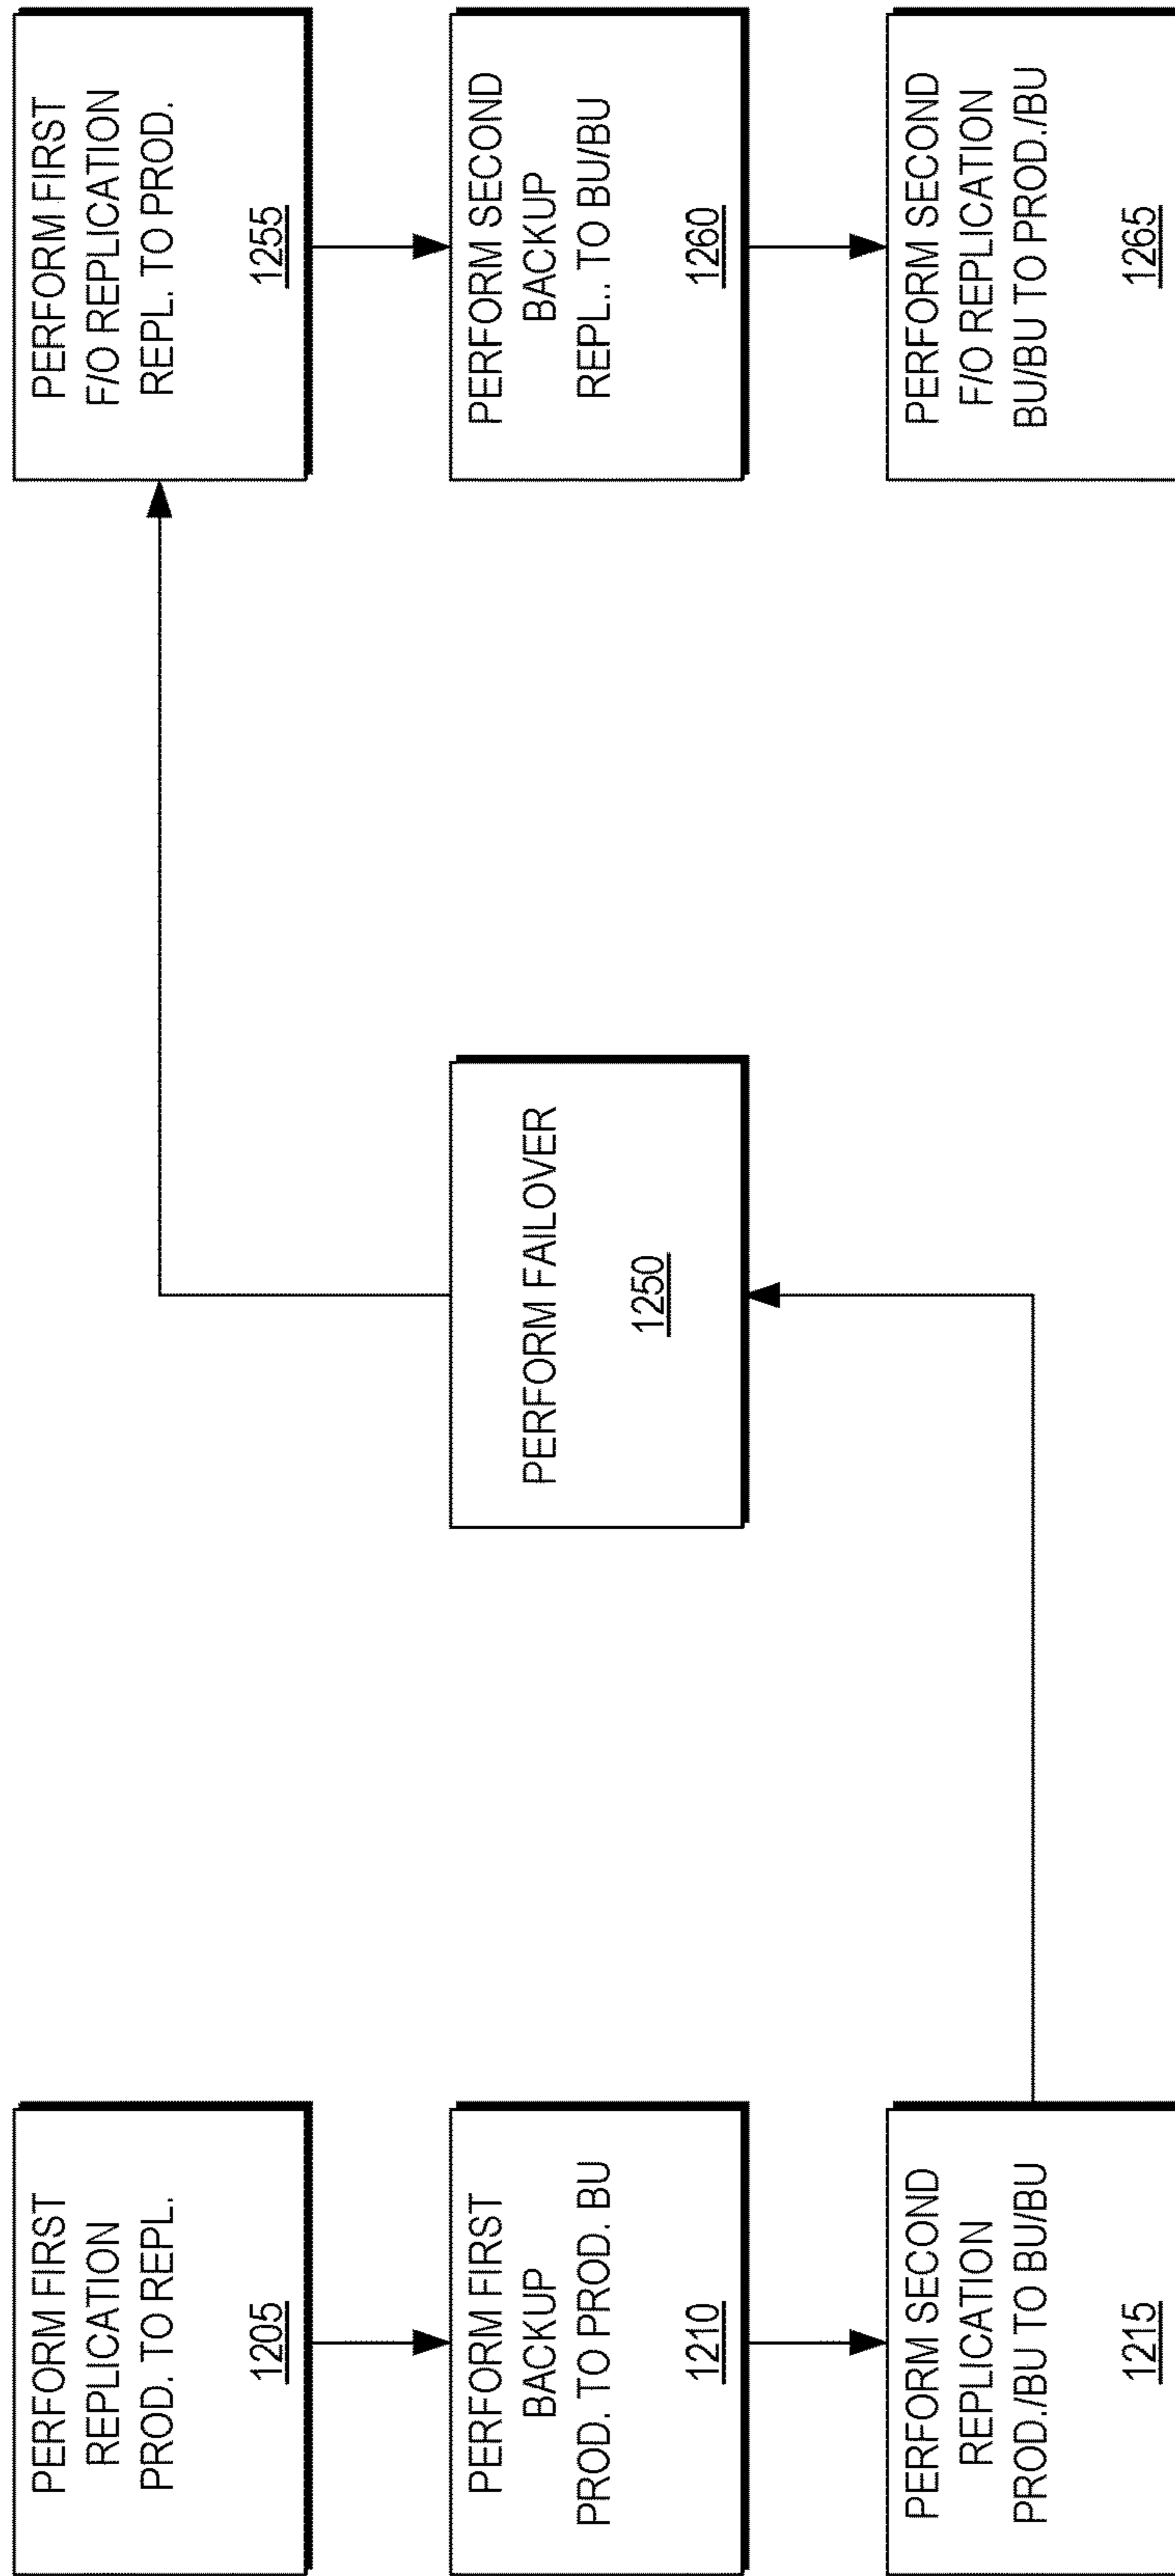 PERFORM FIRST
REPLICATION
PROD. TO REPL.
1205
PERFORM FIRST
BACKUP
PROD. TO PROD. BU
1210
PERFORM SECOND
REPLICATION
PROD./BU TO BU/BU
1215
PERFORM FAILOVER
1250
PERFORM FIRST
F/O REPLICATION
REPL. TO PROD.
1255
PERFORM SECOND
BACKUP
REPL.. TO BU/BU
1260
PERFORM SECOND
F/O REPLICATION
BU/BU TO PROD./BU
1265